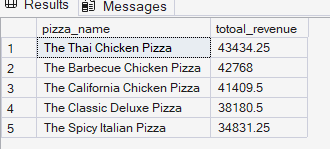 Results Messages
pizza_name totoal_revenue
1 The Thai Chicken Pizza 43434.25
2 The Barbecue Chicken Pizza 42768
3 The California Chicken Pizza 41409.5
4 The Classic Deluxe Pizza 38180.5
5 The Spicy Italian Pizza 34831.25